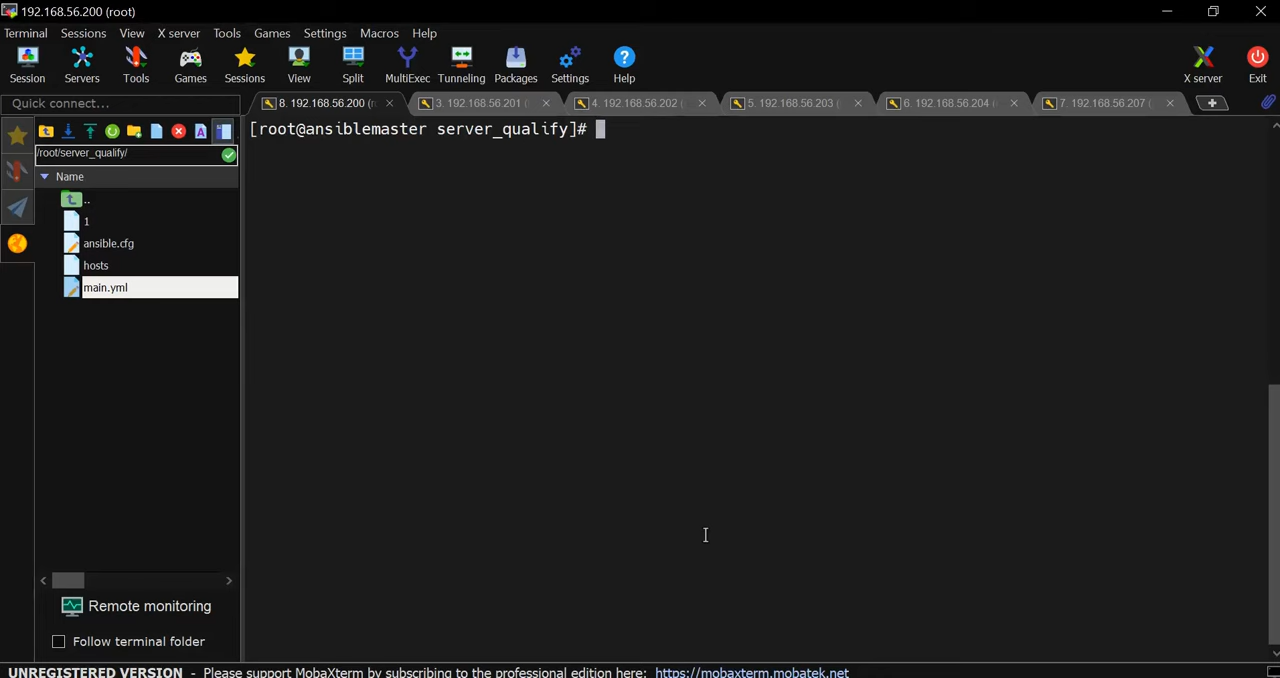 192.168.56.200 (root)
Terminal Sessions View X server Tools Games Settings Macros Help
Session Servers Tools Games Sessions View Split MultiExec Tunneling Packages Settings Help X server Exit
Quick connect...
8. 192.168.56.200 (r 3. 192.168.56.201 ( 4. 192.168.56.202 ( 5. 192.168.56.203 ( 6. 192.168.56.204 ( 7. 192.168.56.207 (
/root/server_qualify/
[root@ansiblemaster server_qualify]#
Name
..
1
ansible.cfg
hosts
main.yml
Remote monitoring
Follow terminal folder
UNREGISTERED VERSION - Please support MobaXterm by subscribing to the professional edition here: https://mobaxterm.mobatek.net